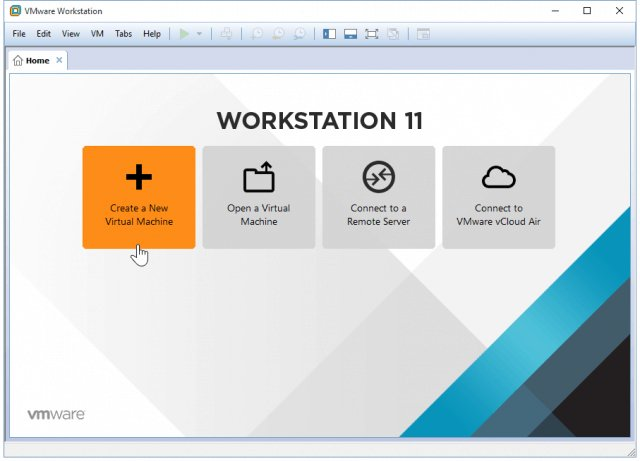 VMware Workstation
File Edit View VM Tabs Help
Home
WORKSTATION 11
Create a New
Virtual Machine
Open a Virtual
Machine
Connect to a
Remote Server
Connect to
VMware vCloud Air
vmware